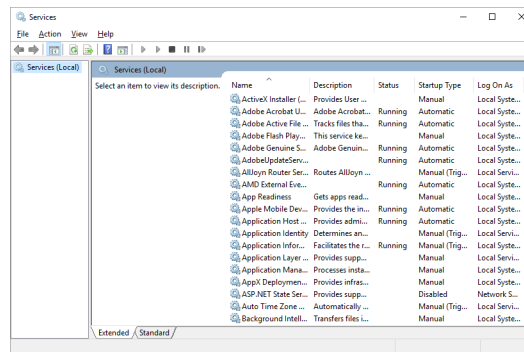 Services
File Action View Help
Services (Local)
Services (Local)
Select an item to view its description.
Name Description Status Startup Type Log On As
ActiveX Installer (... Provides User ... Manual Local Syste...
Adobe Acrobat U... Adobe Acrobat... Running Automatic Local Syste...
Adobe Active File ... Tracks files tha... Running Automatic Local Syste...
Adobe Flash Play... This service ke... Manual Local Syste...
Adobe Genuine S... Adobe Genuin... Running Automatic Local Syste...
AdobeUpdateServ... Running Automatic Local Syste...
AllJoyn Router Ser... Routes AllJoyn ... Manual (Trig... Local Servi...
AMD External Eve... Running Automatic Local Syste...
App Readiness Gets apps read... Manual Local Syste...
Apple Mobile Dev... Provides the in... Running Automatic Local Syste...
Application Host ... Provides admi... Running Automatic Local Syste...
Application Identity Determines an... Manual (Trig... Local Servi...
Application Infor... Facilitates the r... Running Manual (Trig... Local Syste...
Application Layer ... Provides supp... Manual Local Servi...
Application Mana... Processes insta... Manual Local Syste...
AppX Deploymen... Provides infras... Manual Local Syste...
ASP.NET State Ser... Provides supp... Disabled Network S...
Auto Time Zone ... Automatically ... Manual (Trig... Local Servi...
Background Intell... Transfers files i... Manual Local Syste...
Extended Standard